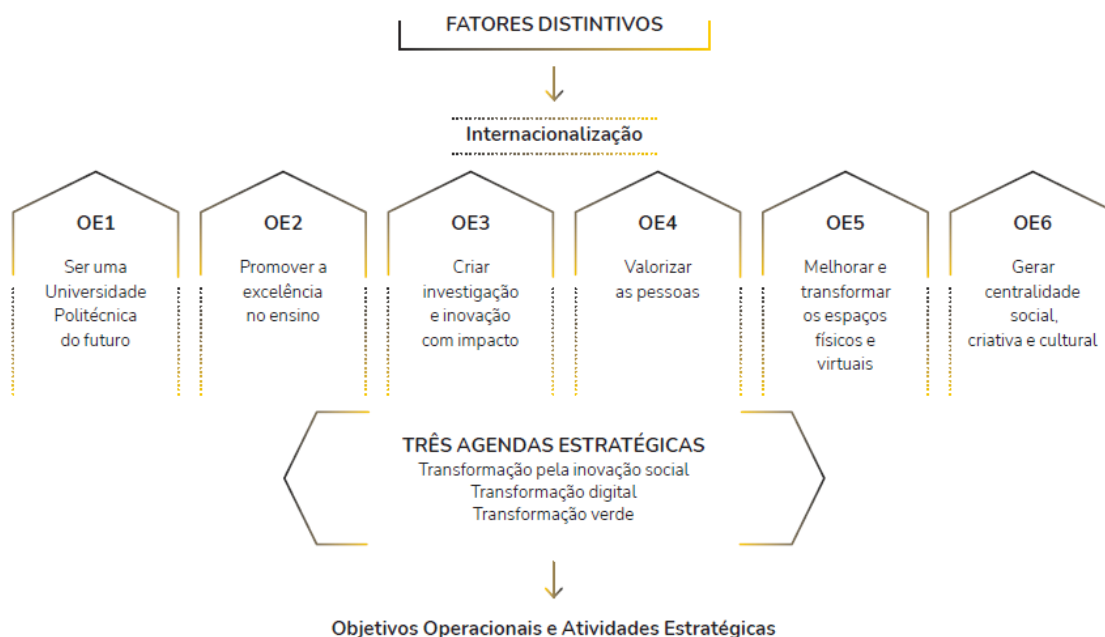 FATORES DISTINTIVOS
Internacionalização
OE1
Ser uma
Universidade
Politécnica
do futuro
OE2
Promover a
excelência
no ensino
OE3
Criar
investigação
e inovação
com impacto
OE4
Valorizar
as pessoas
OE5
Melhorar e
transformar
os espaços
físicos e
virtuais
OE6
Gerar
centralidade
social,
criativa e cultural
TRÊS AGENDAS ESTRATÉGICAS
Transformação pela inovação social
Transformação digital
Transformação verde
Objetivos Operacionais e Atividades Estratégicas